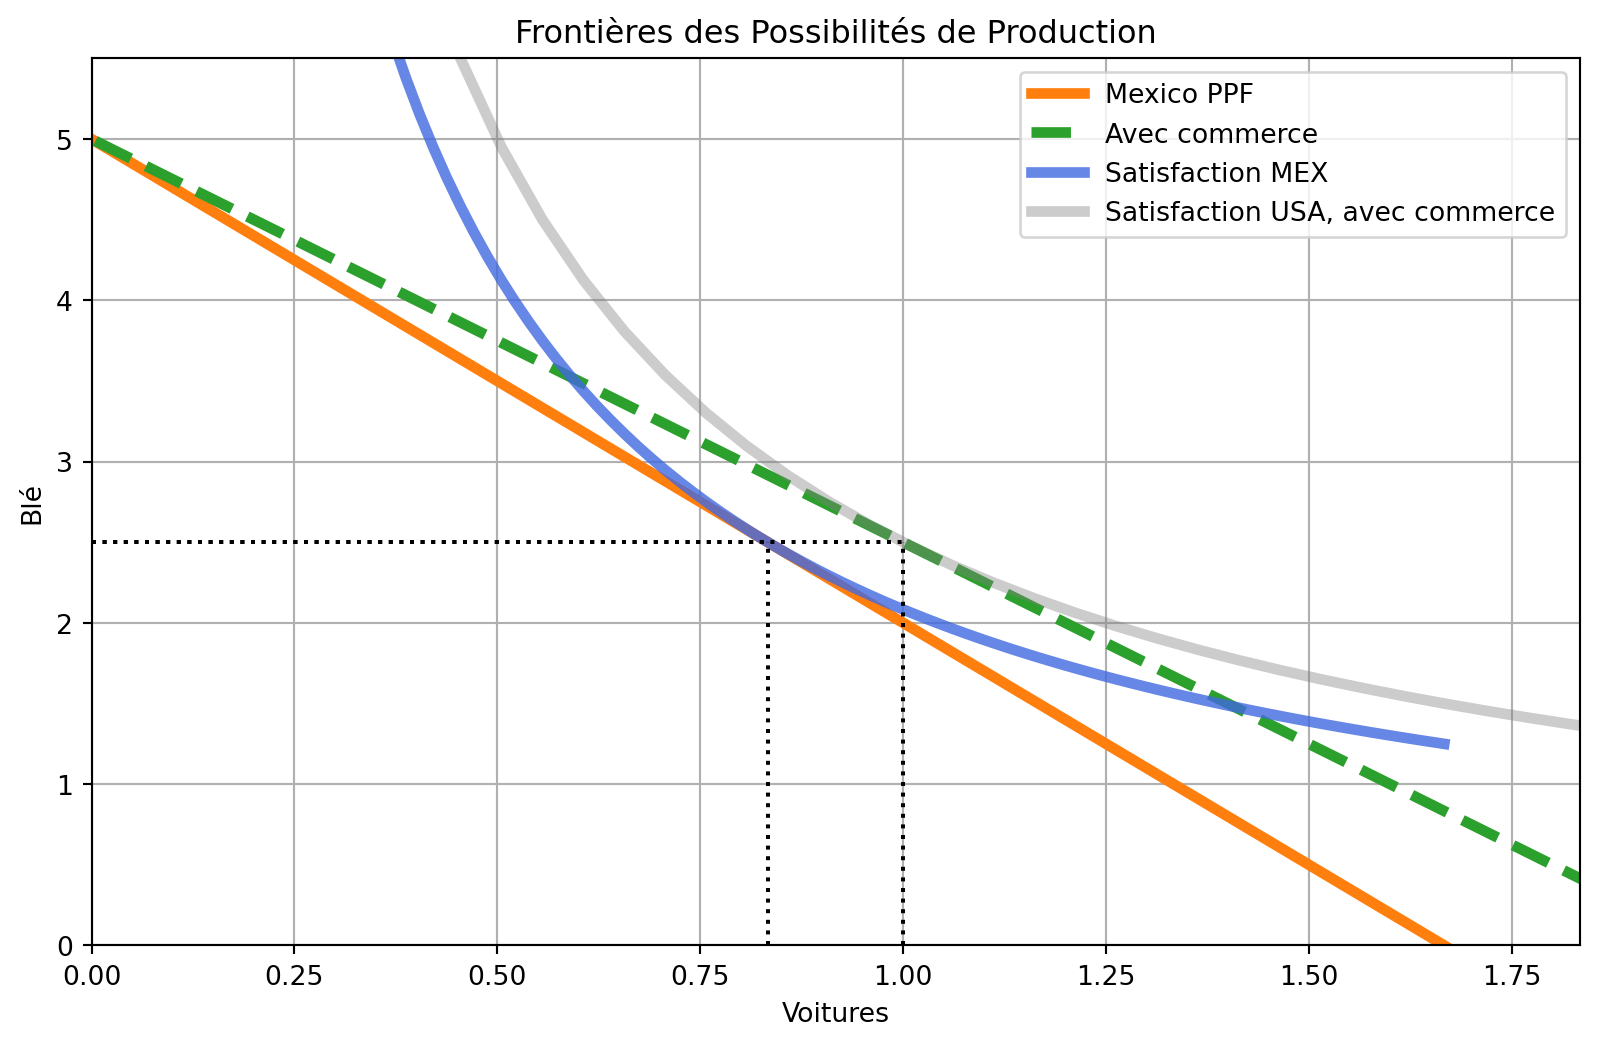 Frontières des Possibilités de Production
Mexico PPF
Avec commerce
Satisfaction MEX
Satisfaction USA, avec commerce
5
4
3
2
1
0
Blé
0.00 0.25 0.50 0.75 1.00 1.25 1.50 1.75
Voitures